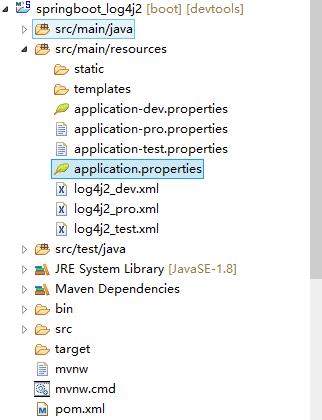 springboot_log4j2 [boot] [devtools]
src/main/java
src/main/resources
static
templates
application-dev.properties
application-pro.properties
application-test.properties
application.properties
log4j2_dev.xml
log4j2_pro.xml
log4j2_test.xml
src/test/java
JRE System Library [JavaSE-1.8]
Maven Dependencies
bin
src
target
mvnw
mvnw.cmd
pom.xml